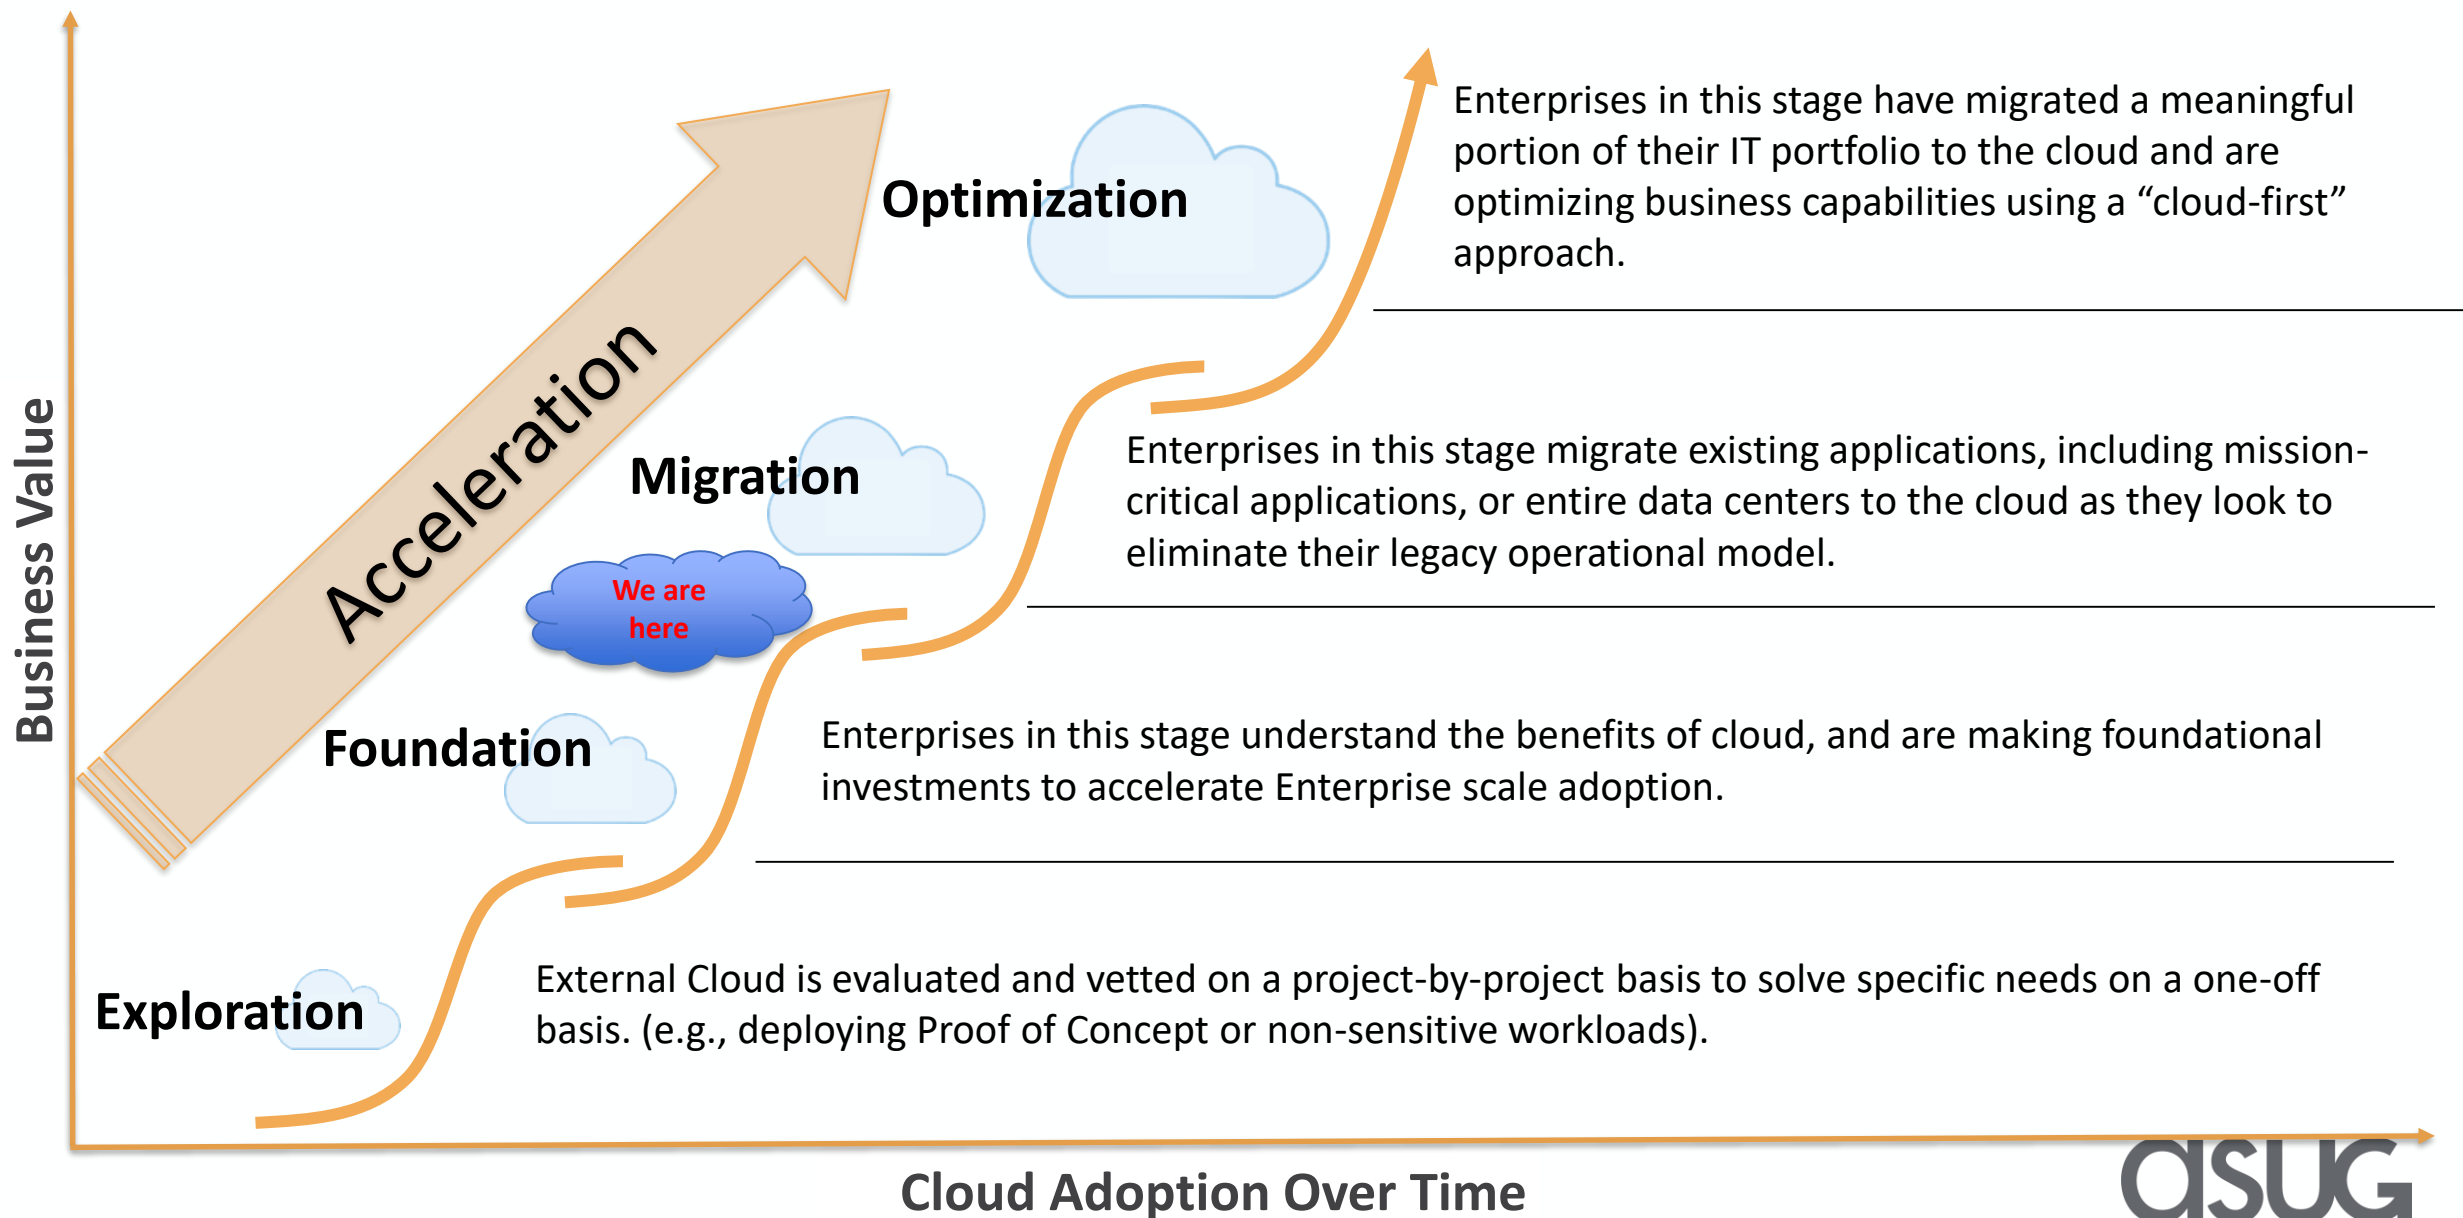 Enterprises in this stage have migrated a meaningful
portion of their IT portfolio to the cloud and are
optimizing business capabilities using a “cloud-first”
approach.
Optimization
Acceleration
Enterprises in this stage migrate existing applications, including mission-
critical applications, or entire data centers to the cloud as they look to
eliminate their legacy operational model.
Migration
We are
here
Business Value
Enterprises in this stage understand the benefits of cloud, and are making foundational
investments to accelerate Enterprise scale adoption.
Foundation
External Cloud is evaluated and vetted on a project-by-project basis to solve specific needs on a one-off
basis. (e.g., deploying Proof of Concept or non-sensitive workloads).
Exploration
Cloud Adoption Over Time
asug